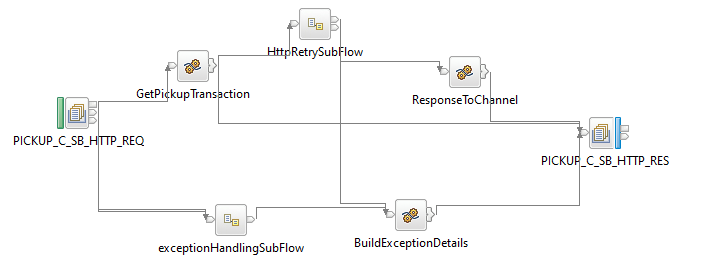 HttpRetrySubFlow
GetPickupTransaction
ResponseToChannel
PICKUP_C_SB_HTTP_REQ
PICKUP_C_SB_HTTP_RES
exceptionHandlingSubFlow
BuildExceptionDetails